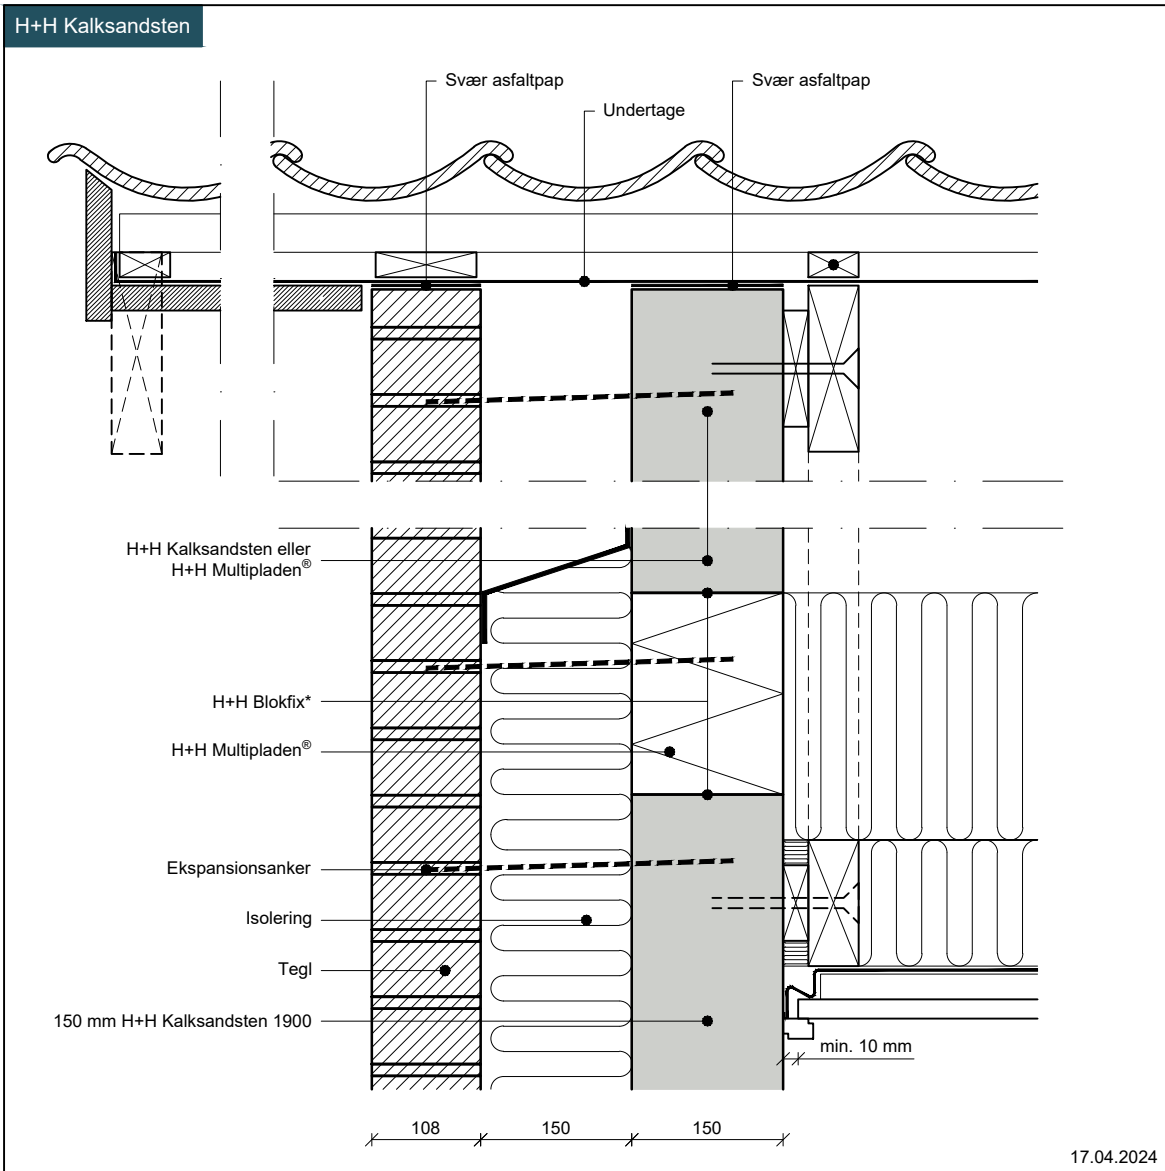 H+H Kalksandsten
Svær asfaltpap
Svær asfaltpap
Undertage
H+H Kalksandsten eller
H+H Multipladen®
H+H Blokfix*
H+H Multipladen®
Ekspansionsanker
Isolering
Tegl
150 mm H+H Kalksandsten 1900
min. 10 mm
108
150
150
17.04.2024